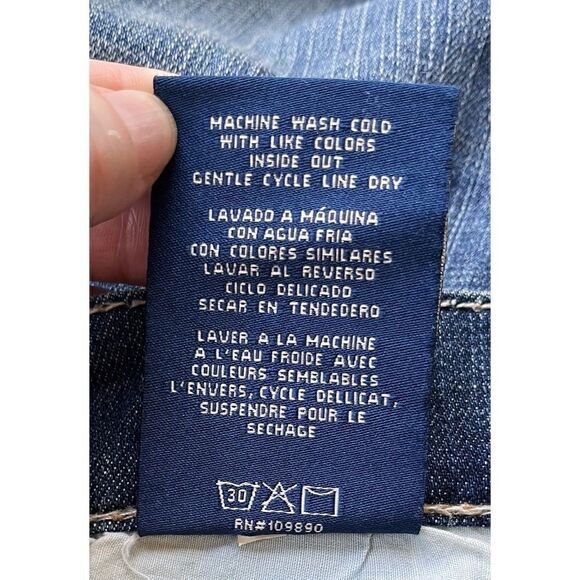 MACHINE WASH COLD
WITH LIKE COLORS
INSIDE OUT
GENTLE CYCLE LINE DRY
LAVADO A MÁQUINA
CON AGUA FRIA
CON COLORES SIMILARES
LAVAR AL REVERSO
CICLO DELICADO
SECAR EN TENDEDERO
LAVER A LA MACHINE
A L'EAU FROIDE AVEC
COULEURS SEMBLABLES
L'ENVERS, CYCLE DELLICAT,
SUSPENDRE POUR LE
SECHAGE
30
RN#109890